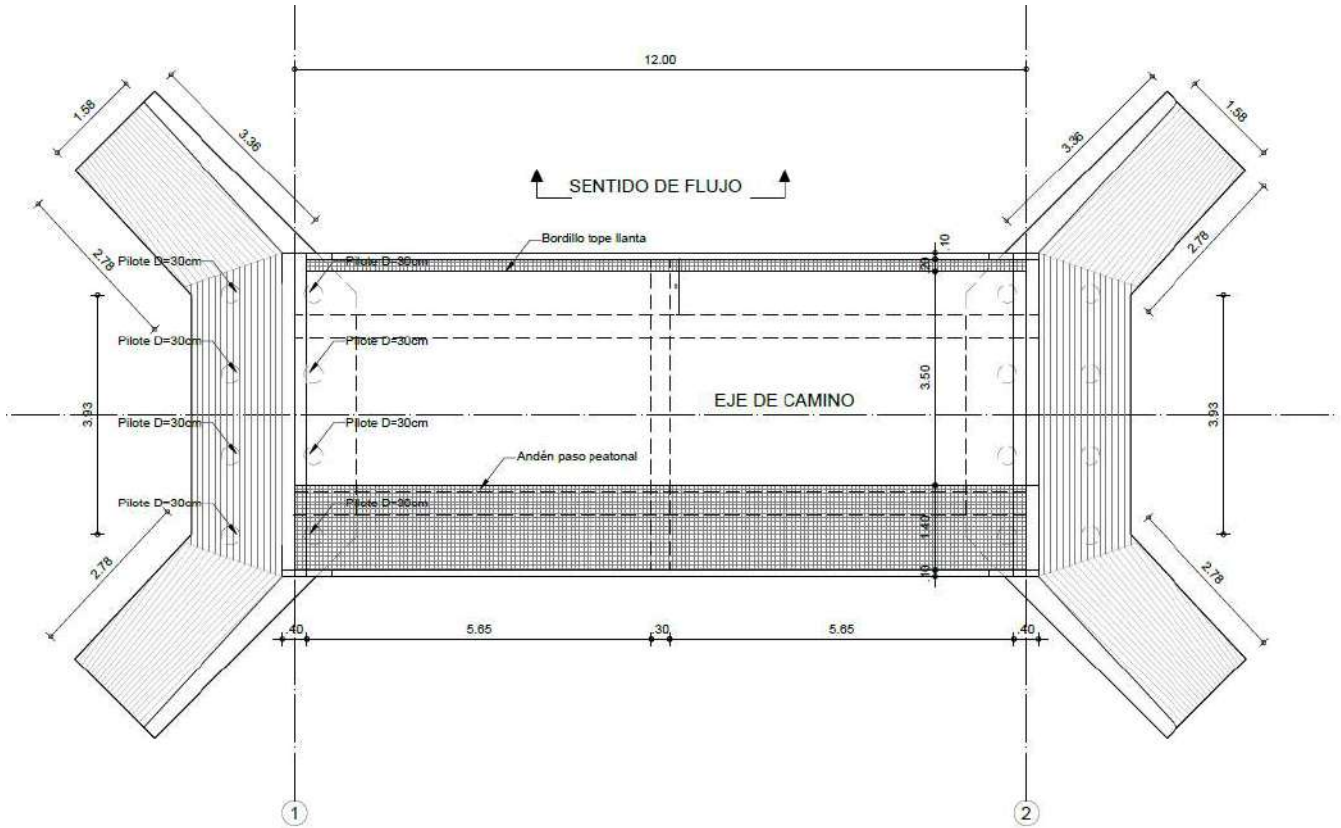 12.00
1.58
3.36
3.36
1.58
SENTIDO DE FLUJO
2.78
2.78
Bordillo tope llanta
.10
.20
Pilote D=30cm
Pilote D=30cm
Pilote D=30cm
Pilote D=30cm
3.50
EJE DE CAMINO
3.93
3.93
Pilote D=30cm
Pilote D=30cm
Andén paso peatonal
Pilote D=30cm
Pilote D=30cm
1.40
2.78
2.78
.10
.40
5.65
.30
5.65
.40
1
2